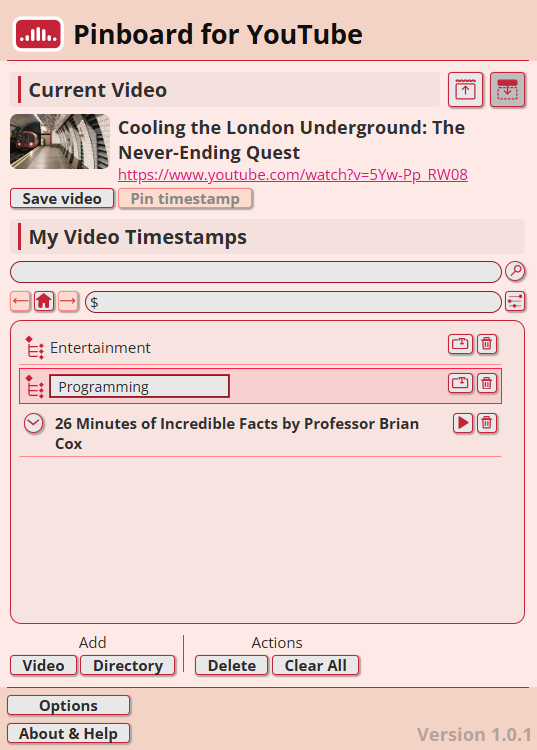 Pinboard for YouTube
Current Video
Cooling the London Underground: The
Never-Ending Quest
https://www.youtube.com/watch?v=5Yw-Pp_RW08
Save video
Pin timestamp
My Video Timestamps
$
Entertainment
Programming
26 Minutes of Incredible Facts by Professor Brian
Cox
Add
Actions
Video
Directory
Delete
Clear All
Options
About & Help
Version 1.0.1